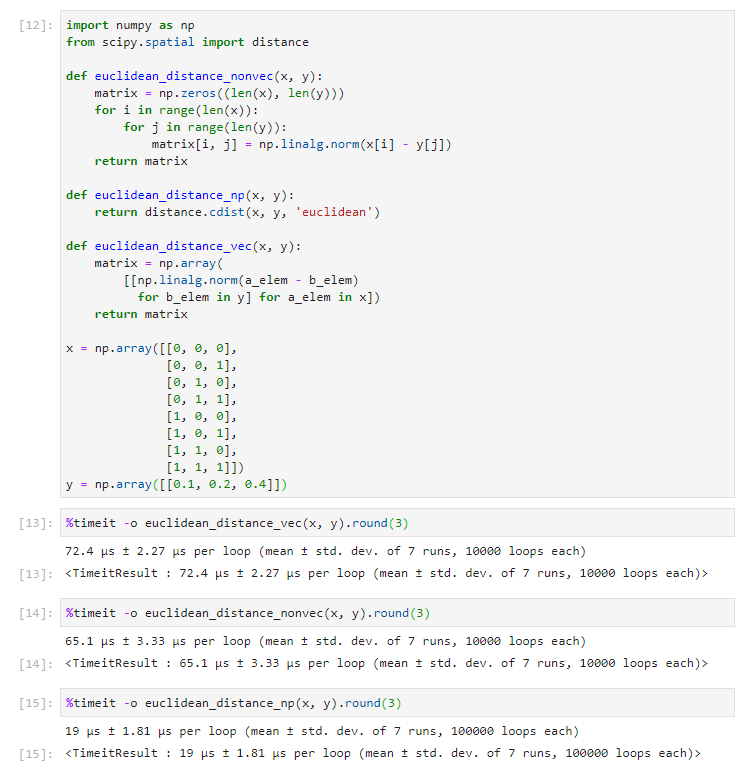 [12]: import numpy as np
from scipy.spatial import distance
def euclidean_distance_nonvec(x, y):
    matrix = np.zeros((len(x), len(y)))
    for i in range(len(x)):
        for j in range(len(y)):
            matrix[i, j] = np.linalg.norm(x[i] - y[j])
    return matrix
def euclidean_distance_np(x, y):
    return distance.cdist(x, y, 'euclidean')
def euclidean_distance_vec(x, y):
    matrix = np.array(
        [[np.linalg.norm(a_elem - b_elem)
          for b_elem in y] for a_elem in x])
    return matrix
x = np.array([[0, 0, 0],
              [0, 0, 1],
              [0, 1, 0],
              [0, 1, 1],
              [1, 0, 0],
              [1, 0, 1],
              [1, 1, 0],
              [1, 1, 1]])
y = np.array([[0.1, 0.2, 0.4]])
[13]: %timeit -o euclidean_distance_vec(x, y).round(3)
72.4 µs ± 2.27 µs per loop (mean ± std. dev. of 7 runs, 10000 loops each)
[13]: <TimeitResult : 72.4 µs ± 2.27 µs per loop (mean ± std. dev. of 7 runs, 10000 loops each)>
[14]: %timeit -o euclidean_distance_nonvec(x, y).round(3)
65.1 µs ± 3.33 µs per loop (mean ± std. dev. of 7 runs, 10000 loops each)
[14]: <TimeitResult : 65.1 µs ± 3.33 µs per loop (mean ± std. dev. of 7 runs, 10000 loops each)>
[15]: %timeit -o euclidean_distance_np(x, y).round(3)
19 µs ± 1.81 µs per loop (mean ± std. dev. of 7 runs, 100000 loops each)
[15]: <TimeitResult : 19 µs ± 1.81 µs per loop (mean ± std. dev. of 7 runs, 100000 loops each)>